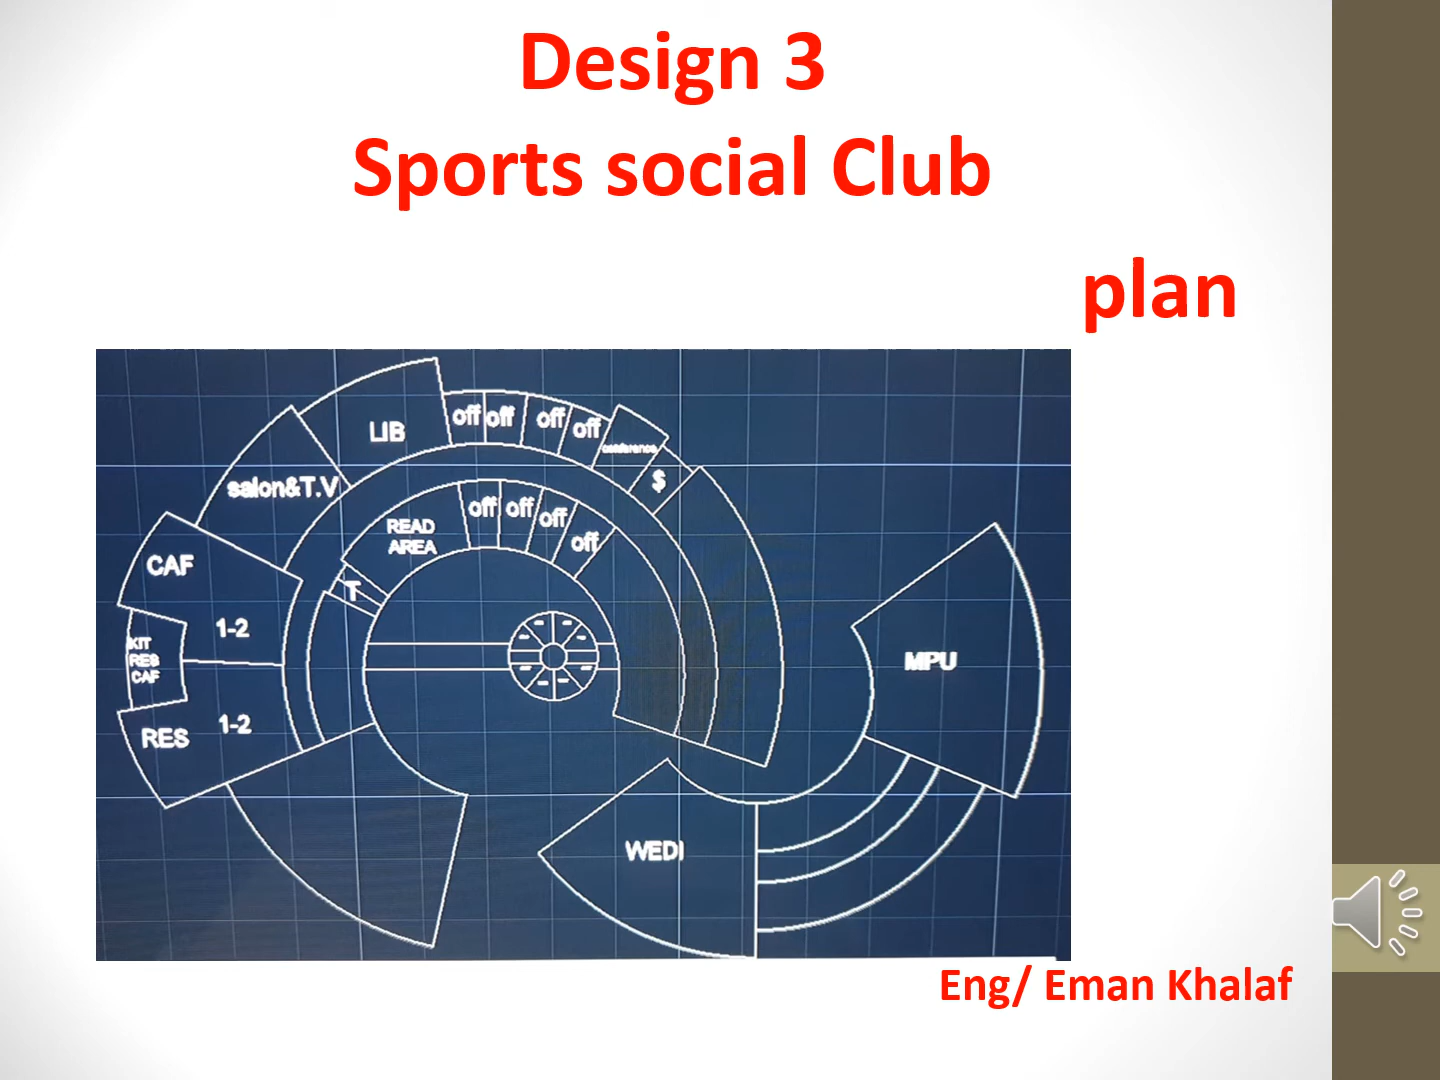 Design 3
Sports social Club
plan
LIB
off off off off
conference
$
salon&T.V
off off off off
READ
AREA
T
CAF
1-2
KIT
RES
CAF
1-2
RES
MPU
WEDI
Eng/ Eman Khalaf